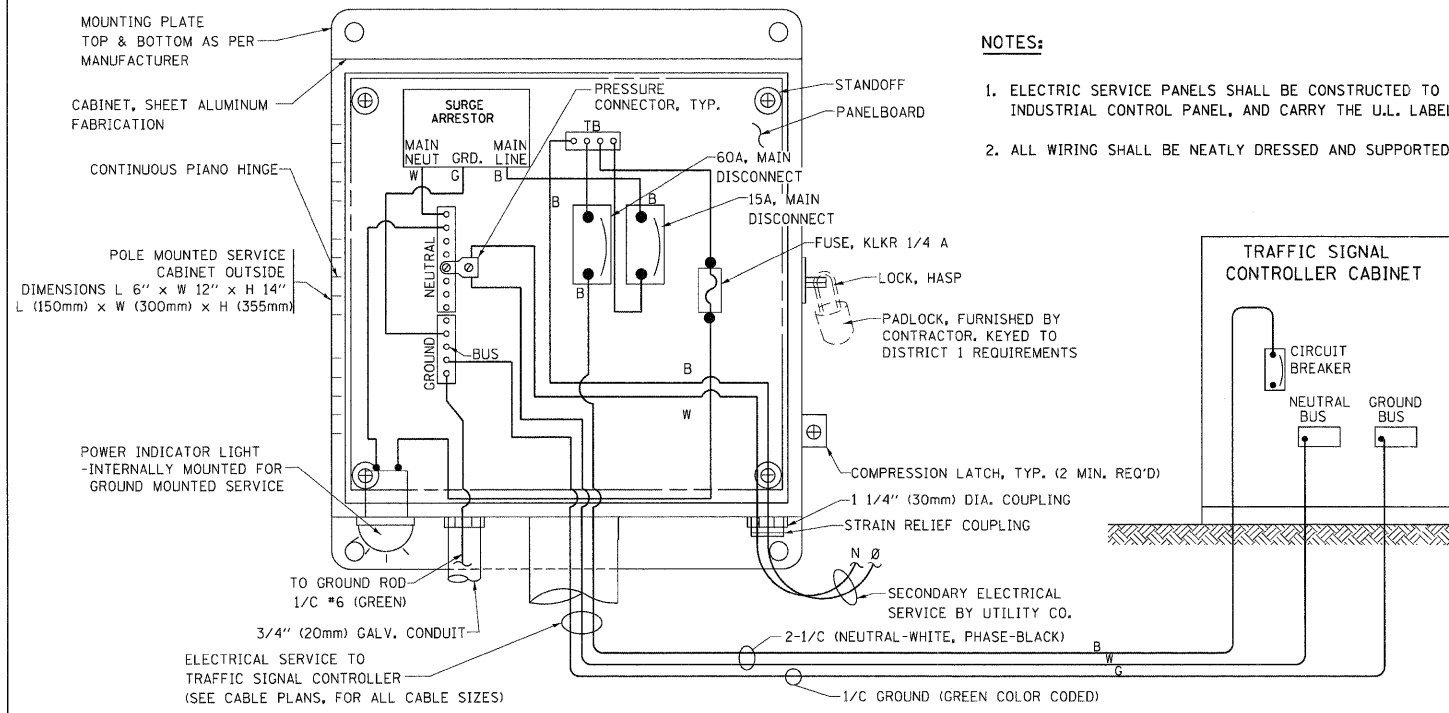 MOUNTING PLATE
TOP & BOTTOM AS PER
MANUFACTURER
CABINET, SHEET ALUMINUM
FABRICATION
CONTINUOUS PIANO HINGE
POLE MOUNTED SERVICE
CABINET OUTSIDE
DIMENSIONS L 6" x W 12" x H 14"
L (150mm) x W (300mm) x H (355mm)
POWER INDICATOR LIGHT
-INTERNALLY MOUNTED FOR
GROUND MOUNTED SERVICE
SURGE
ARRESTOR
MAIN
NEUT
GRD.
MAIN
LINE
W
G
B
PRESSURE
CONNECTOR, TYP.
TB
60A, MAIN
DISCONNECT
15A, MAIN
DISCONNECT
B
B
B
NEUTRAL
GROUND
BUS
B
W
STANDOFF
PANELBOARD
FUSE, KLKR 1/4 A
LOCK, HASP
PADLOCK, FURNISHED BY
CONTRACTOR. KEYED TO
DISTRICT 1 REQUIREMENTS
COMPRESSION LATCH, TYP. (2 MIN. REQ'D)
1 1/4" (30mm) DIA. COUPLING
STRAIN RELIEF COUPLING
N Ø
SECONDARY ELECTRICAL
SERVICE BY UTILITY CO.
TO GROUND ROD
1/C #6 (GREEN)
3/4" (20mm) GALV. CONDUIT
ELECTRICAL SERVICE TO
TRAFFIC SIGNAL CONTROLLER
(SEE CABLE PLANS, FOR ALL CABLE SIZES)
2-1/C (NEUTRAL-WHITE, PHASE-BLACK)
B
W
G
1/C GROUND (GREEN COLOR CODED)
NOTES:
1. ELECTRIC SERVICE PANELS SHALL BE CONSTRUCTED TO
INDUSTRIAL CONTROL PANEL, AND CARRY THE U.L. LABEL
2. ALL WIRING SHALL BE NEATLY DRESSED AND SUPPORTED
TRAFFIC SIGNAL
CONTROLLER CABINET
CIRCUIT
BREAKER
NEUTRAL
BUS
GROUND
BUS